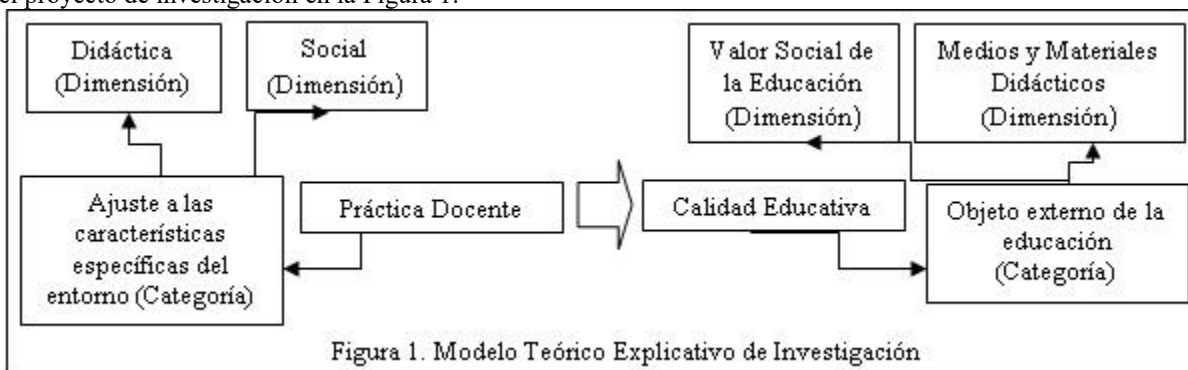 el proyecto de investigación en la Figura 1.
Didáctica
(Dimensión)
Social
(Dimensión)
Valor Social de
la Educación
(Dimensión)
Medios y Materiales
Didácticos
(Dimensión)
Ajuste a las
características
específicas del
entorno (Categoría)
Práctica Docente
Calidad Educativa
Objeto externo de la
educación
(Categoría)
Figura 1. Modelo Teórico Explicativo de Investigación